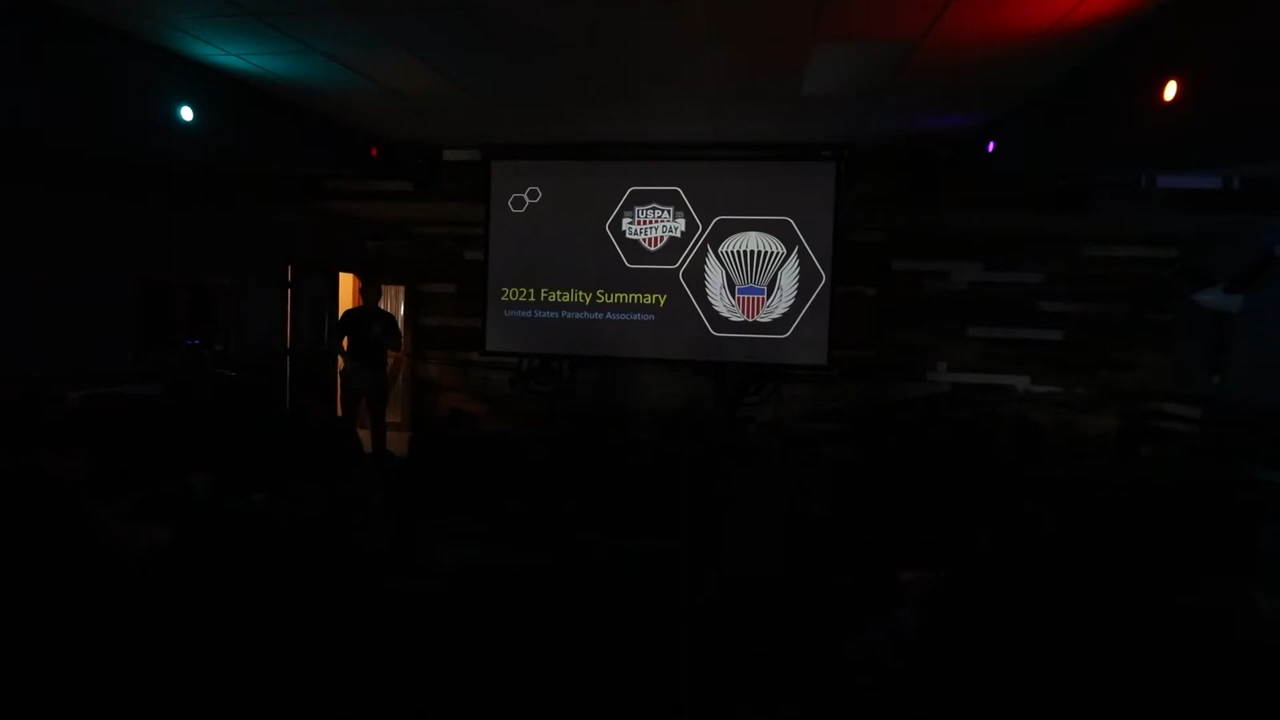 USPA
SAFETY DAY
2021 Fatality Summary
United States Parachute Association